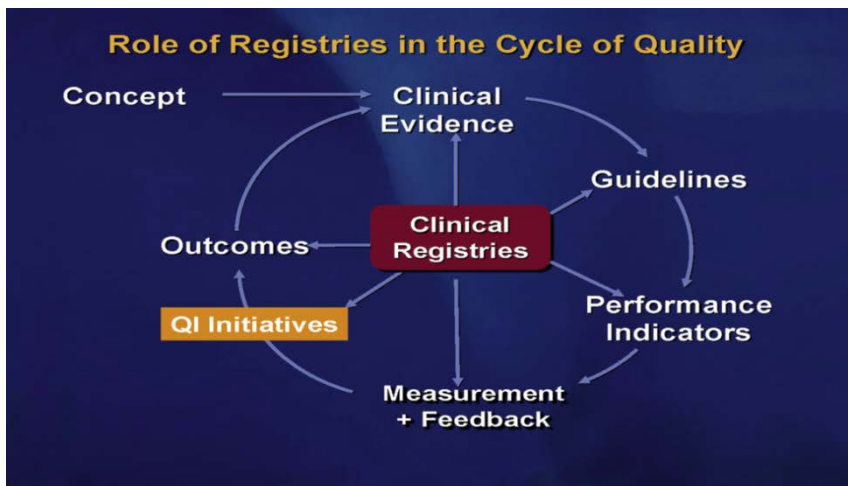 Role of Registries in the Cycle of Quality
Concept
Clinical
Evidence
Guidelines
Clinical
Registries
Outcomes
QI Initiatives
Performance
Indicators
Measurement
+ Feedback